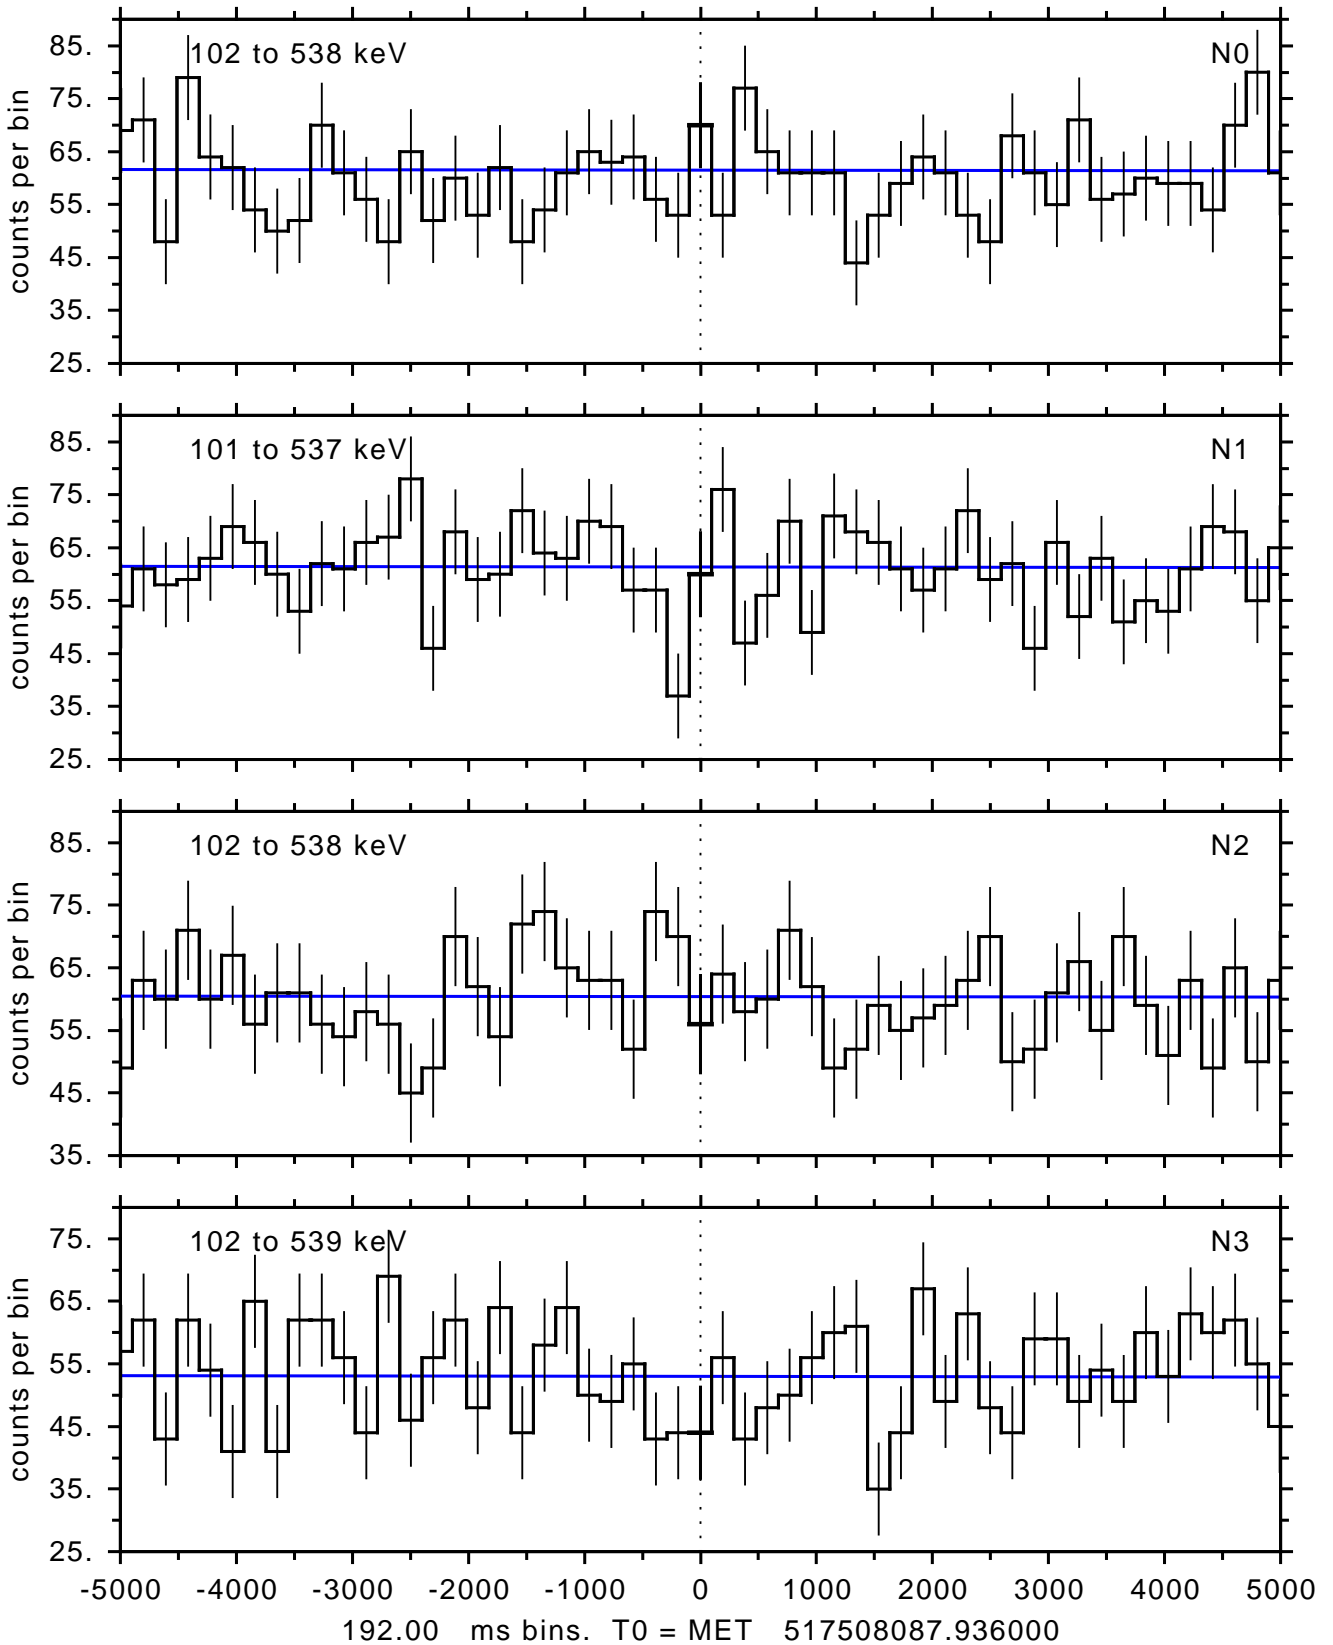 102 to 538 keV N0
85.
75.
65.
55.
45.
35.
25.
counts per bin
101 to 537 keV N1
85.
75.
65.
55.
45.
35.
25.
counts per bin
102 to 538 keV N2
85.
75.
65.
55.
45.
35.
counts per bin
102 to 539 keV N3
75.
65.
55.
45.
35.
25.
counts per bin
-5000 -4000 -3000 -2000 -1000 0 1000 2000 3000 4000 5000
192.00 ms bins. T0 = MET 517508087.936000